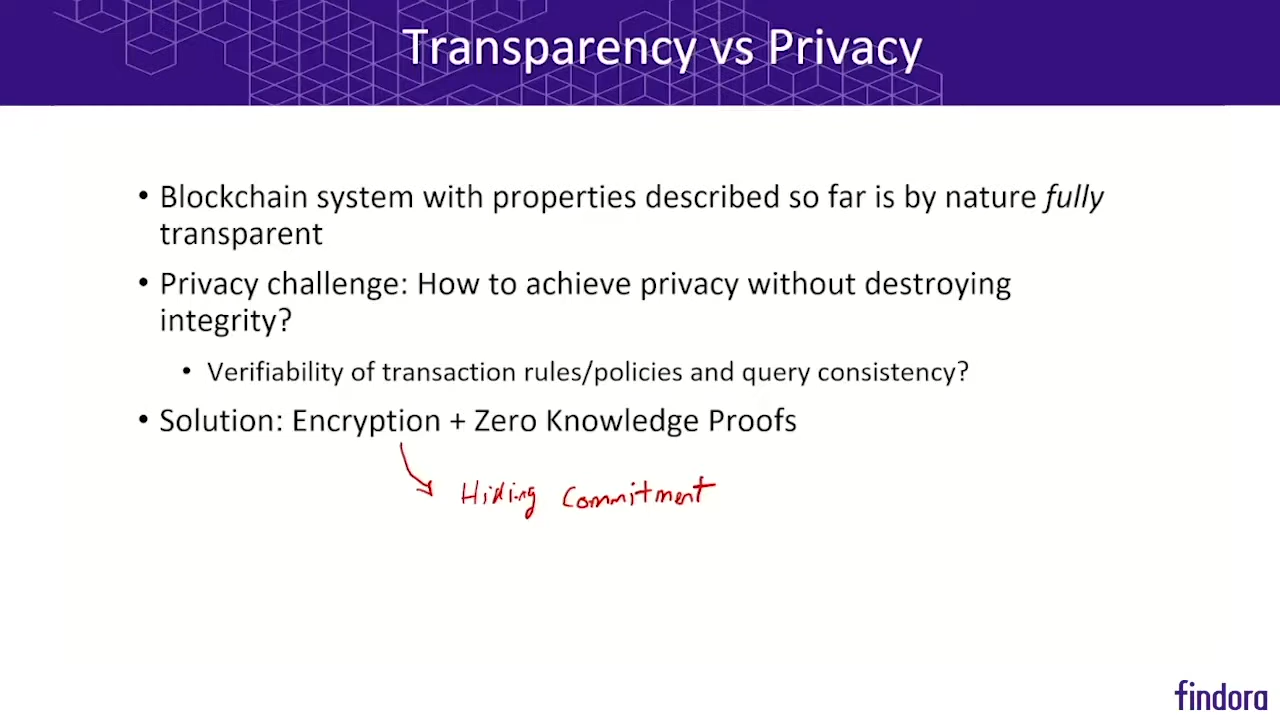 Transparency vs Privacy
• Blockchain system with properties described so far is by nature fully
transparent
• Privacy challenge: How to achieve privacy without destroying
integrity?
• Verifiability of transaction rules/policies and query consistency?
• Solution: Encryption + Zero Knowledge Proofs
Hiding Commitment
findora